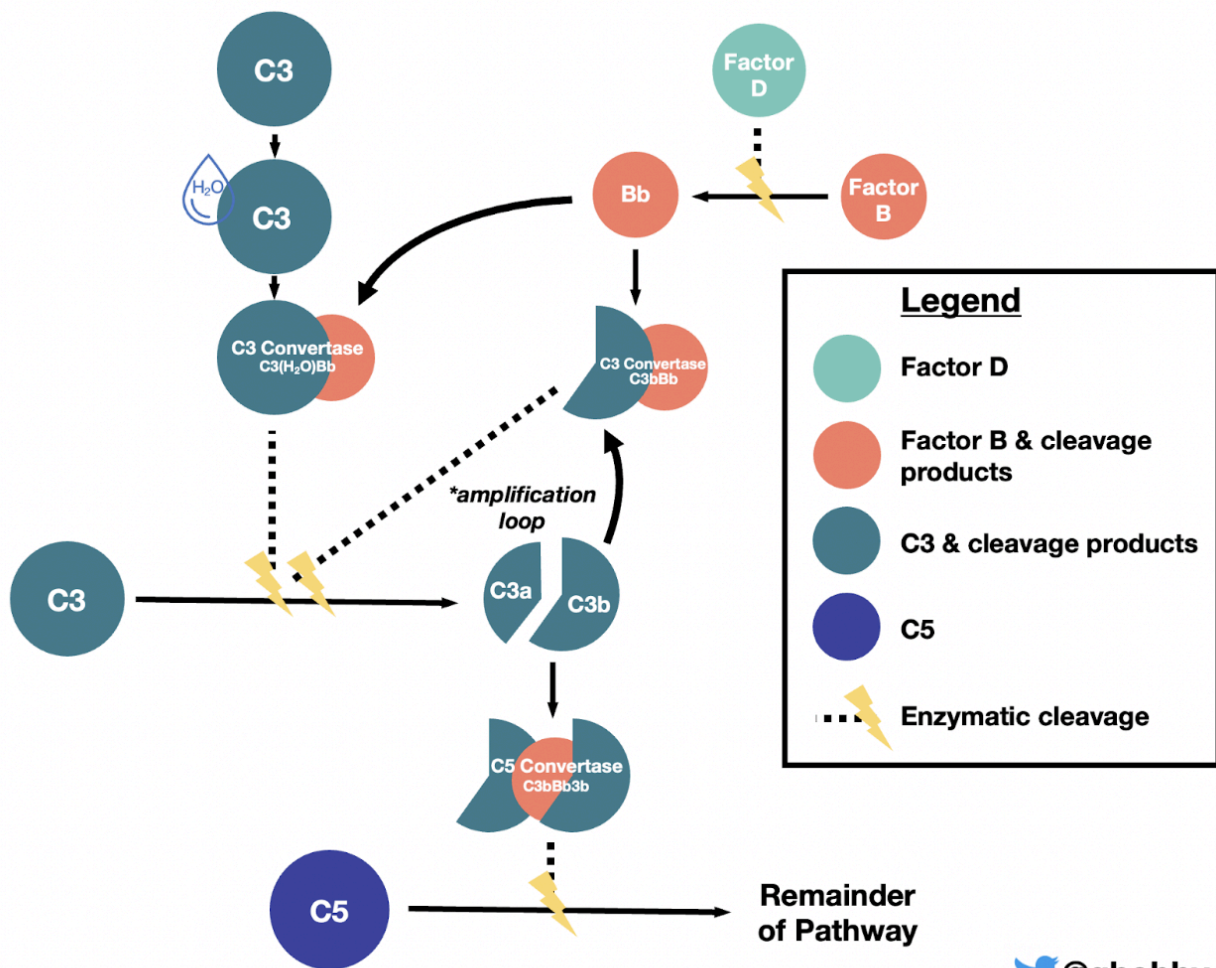 C3
Factor
D
H₂O
C3
Bb
Factor
B
C3 Convertase
C3(H₂O)Bb
C3 Convertase
C3bBb
*amplification
loop
C3
C3a
C3b
C5 Convertase
C3bBb3b
C5
Remainder
of Pathway
Legend
Factor D
Factor B & cleavage
products
C3 & cleavage products
C5
Enzymatic cleavage